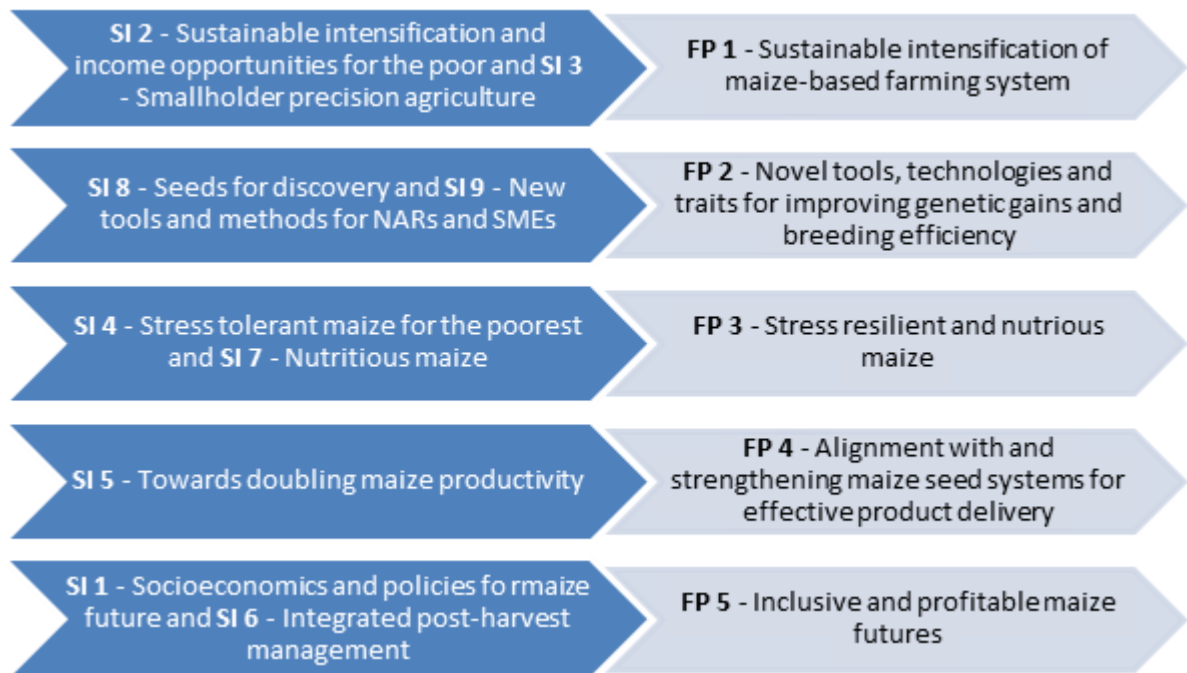 SI 2 - Sustainable intensification and
income opportunities for the poor and SI 3
- Smallholder precision agriculture
FP 1 - Sustainable intensification of
maize-based farming system
SI 8 - Seeds for discovery and SI 9 - New
tools and methods for NARs and SMEs
FP 2 - Novel tools, technologies and
traits for improving genetic gains and
breeding efficiency
SI 4 - Stress tolerant maize for the poorest
and SI 7 - Nutritious maize
FP 3 - Stress resilient and nutrious
maize
SI 5 - Towards doubling maize productivity
FP 4 - Alignment with and
strengthening maize seed systems for
effective product delivery
SI 1 - Socioeconomics and policies fo rmaize
future and SI 6 - Integrated post-harvest
management
FP 5 - Inclusive and profitable maize
futures